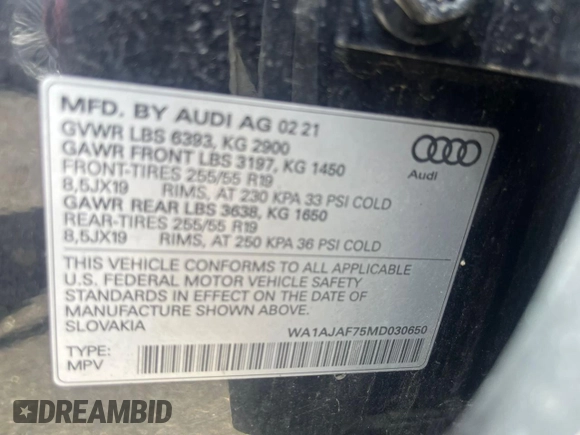 MFD. BY AUDI AG 02 21
GVWR LBS 6393, KG 2900
GAWR FRONT LBS 3197, KG 1450
FRONT-TIRES 255/55 R19
8,5JX19 RIMS, AT 230 KPA 33 PSI COLD
GAWR REAR LBS 3638, KG 1650
REAR-TIRES 255/55 R19
8,5JX19 RIMS, AT 250 KPA 36 PSI COLD
Audi
THIS VEHICLE CONFORMS TO ALL APPLICABLE
U.S. FEDERAL MOTOR VEHICLE SAFETY
STANDARDS IN EFFECT ON THE DATE OF
MANUFACTURE SHOWN ABOVE.
SLOVAKIA WA1AJAF75MD030650
TYPE:
MPV
DREAMBID